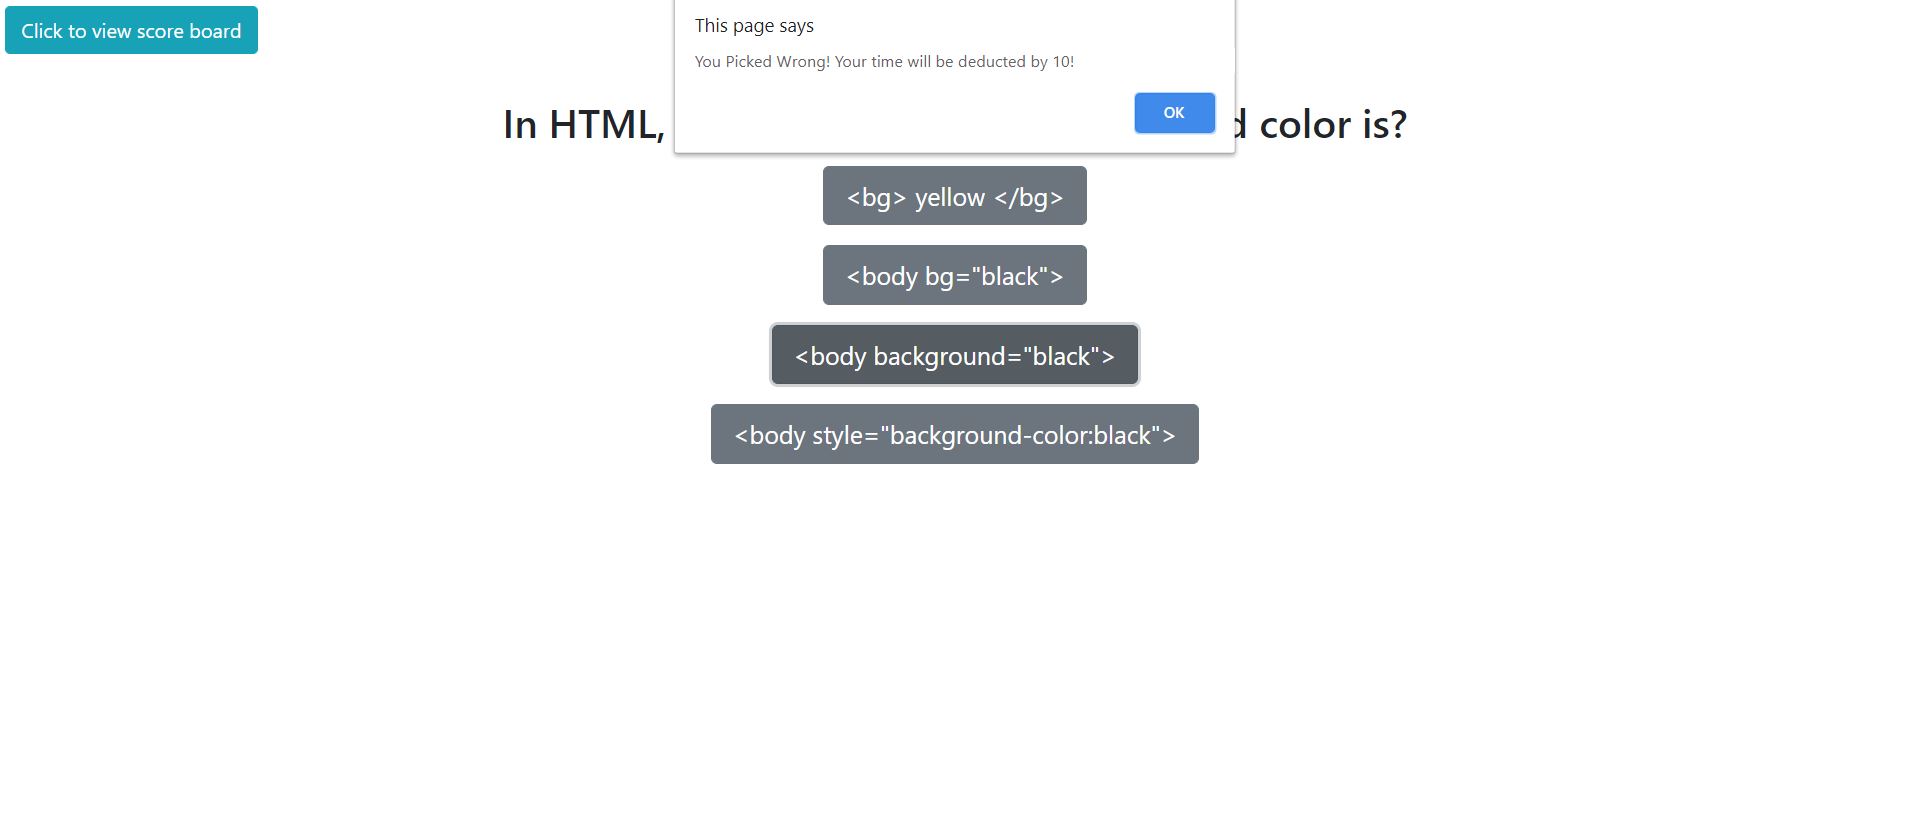 Click to view score board
This page says
You Picked Wrong! Your time will be deducted by 10!
OK
In HTML, color is?
<bg> yellow </bg>
<body bg="black">
<body background="black">
<body style="background-color:black">